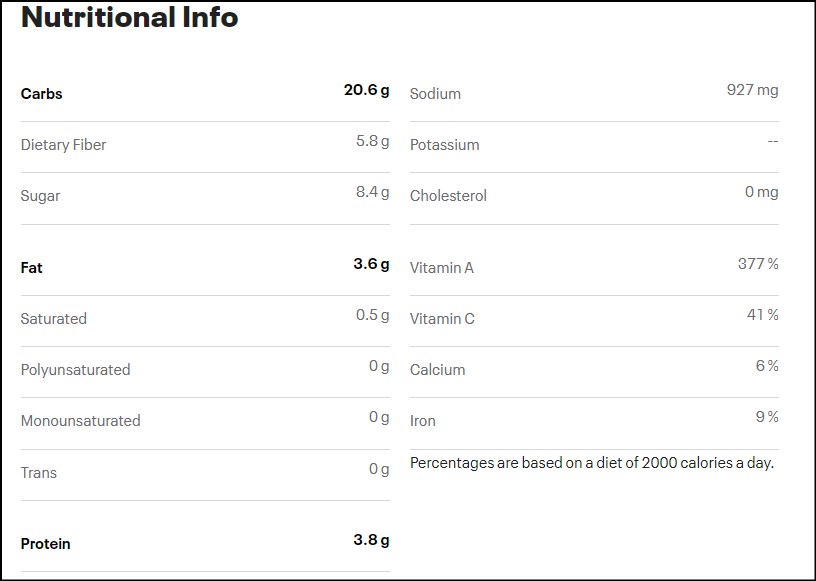 Nutritional Info
Carbs 20.6 g
Dietary Fiber 5.8 g
Sugar 8.4 g
Fat 3.6 g
Saturated 0.5 g
Polyunsaturated 0 g
Monounsaturated 0 g
Trans 0 g
Protein 3.8 g
Sodium 927 mg
Potassium --
Cholesterol 0 mg
Vitamin A 377 %
Vitamin C 41 %
Calcium 6 %
Iron 9 %
Percentages are based on a diet of 2000 calories a day.